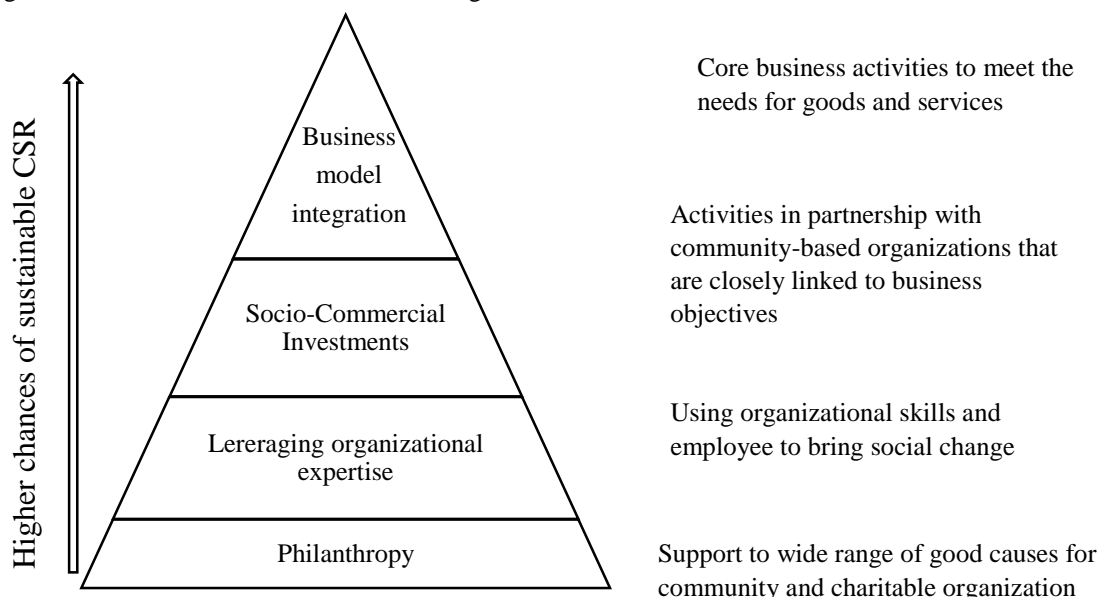 Higher chances of sustainable CSR
Business
model
integration
Core business activities to meet the
needs for goods and services
Socio-Commercial
Investments
Activities in partnership with
community-based organizations that
are closely linked to business
objectives
Lereraging organizational
expertise
Using organizational skills and
employee to bring social change
Philanthropy
Support to wide range of good causes for
community and charitable organization